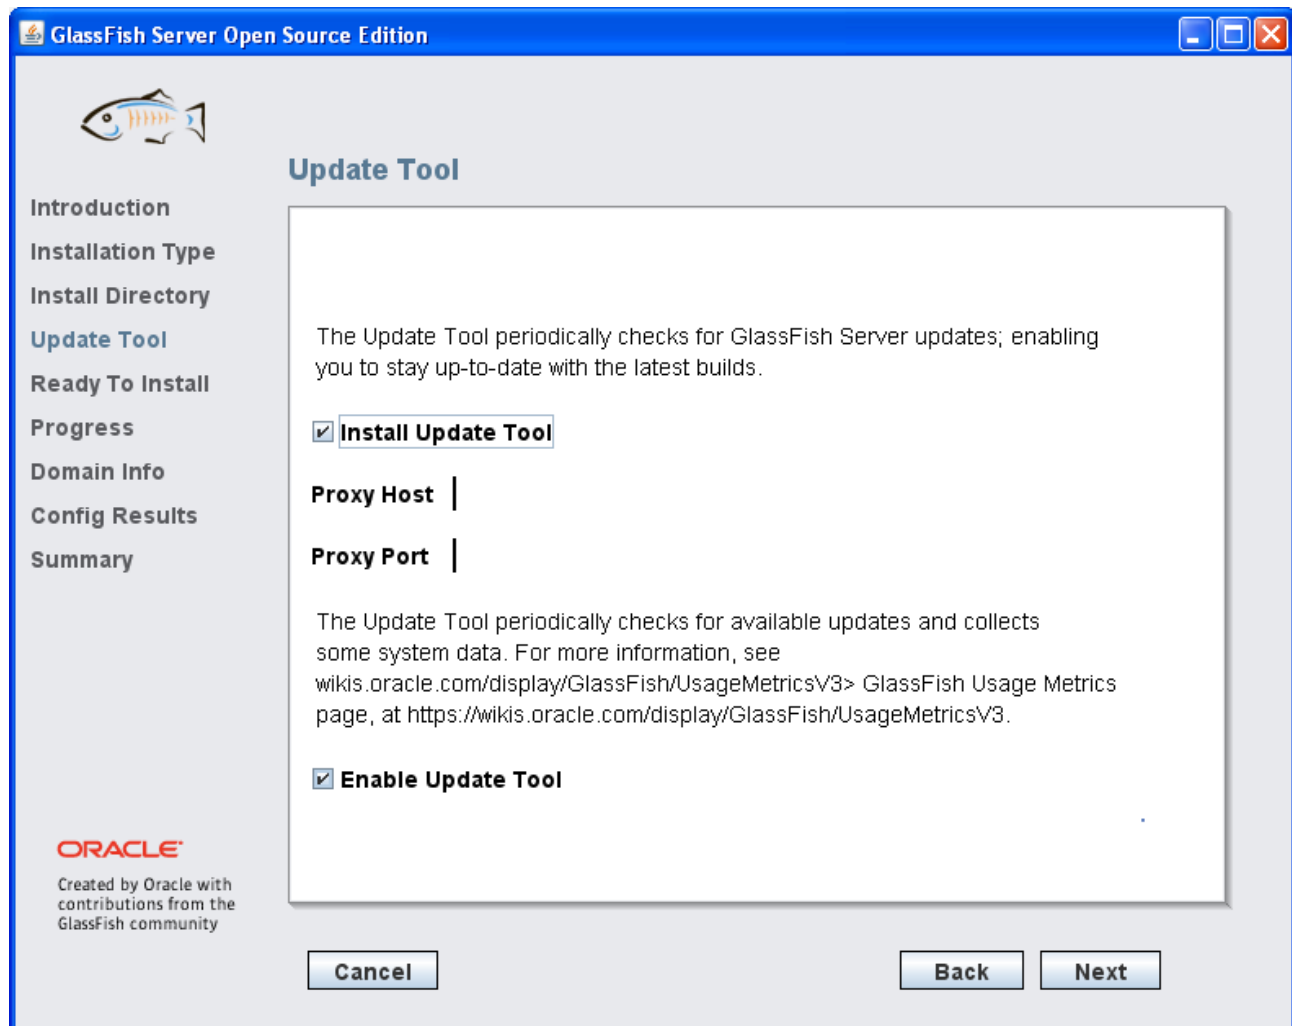 GlassFish Server Open Source Edition
Update Tool
Introduction
Installation Type
Install Directory
Update Tool
Ready To Install
Progress
Domain Info
Config Results
Summary
The Update Tool periodically checks for GlassFish Server updates; enabling
you to stay up-to-date with the latest builds.
Install Update Tool
Proxy Host
Proxy Port
The Update Tool periodically checks for available updates and collects
some system data. For more information, see
wikis.oracle.com/display/GlassFish/UsageMetricsV3> GlassFish Usage Metrics
page, at https://wikis.oracle.com/display/GlassFish/UsageMetricsV3.
Enable Update Tool
ORACLE
Created by Oracle with
contributions from the
GlassFish community
Cancel
Back
Next